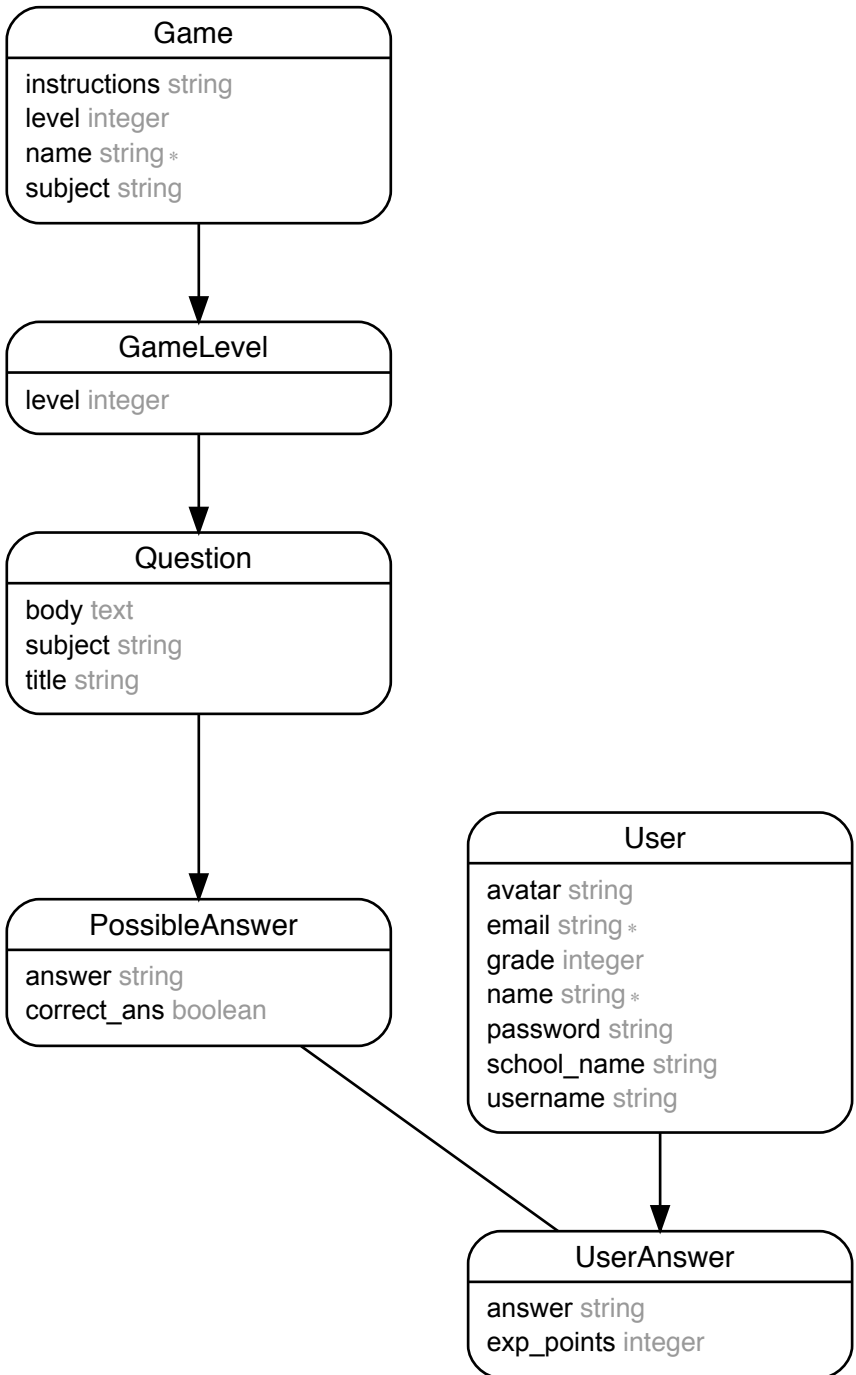 Game
instructions string
level integer
name string *
subject string
GameLevel
level integer
Question
body text
subject string
title string
PossibleAnswer
answer string
correct_ans boolean
User
avatar string
email string *
grade integer
name string *
password string
school_name string
username string
UserAnswer
answer string
exp_points integer